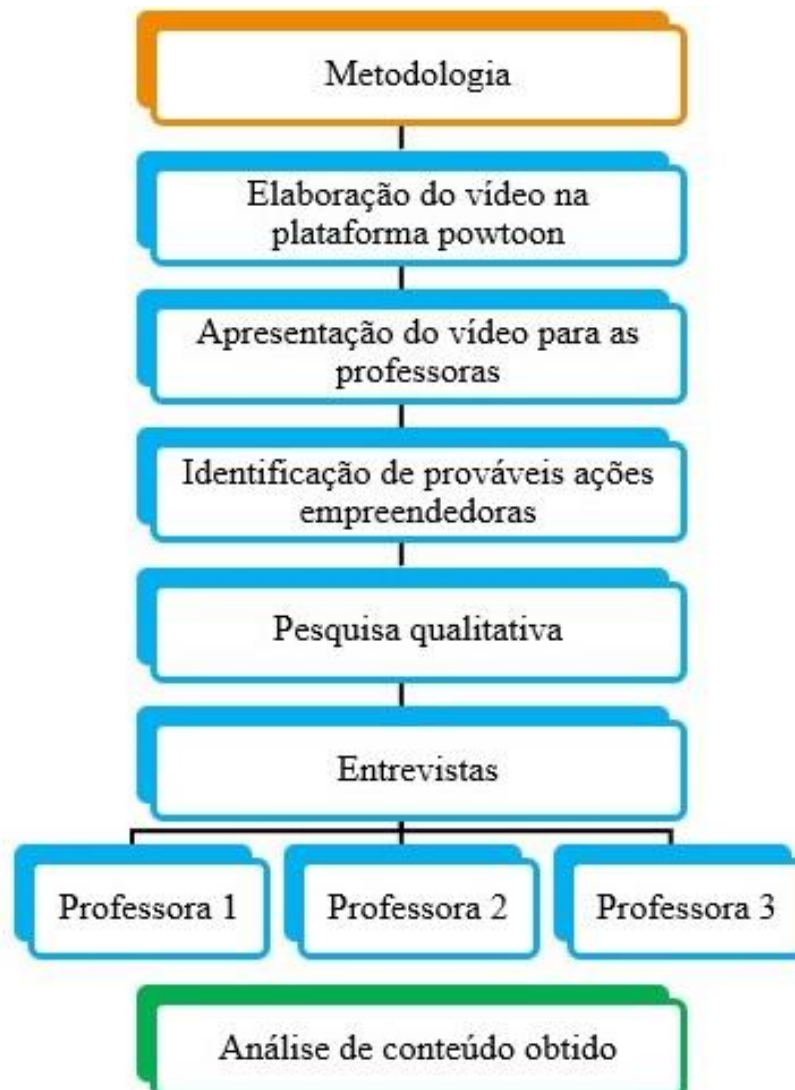 Metodologia
Elaboração do vídeo na
plataforma powtoon
Apresentação do vídeo para as
professoras
Identificação de prováveis ações
empreendedoras
Pesquisa qualitativa
Entrevistas
Professora 1
Professora 2
Professora 3
Análise de conteúdo obtido